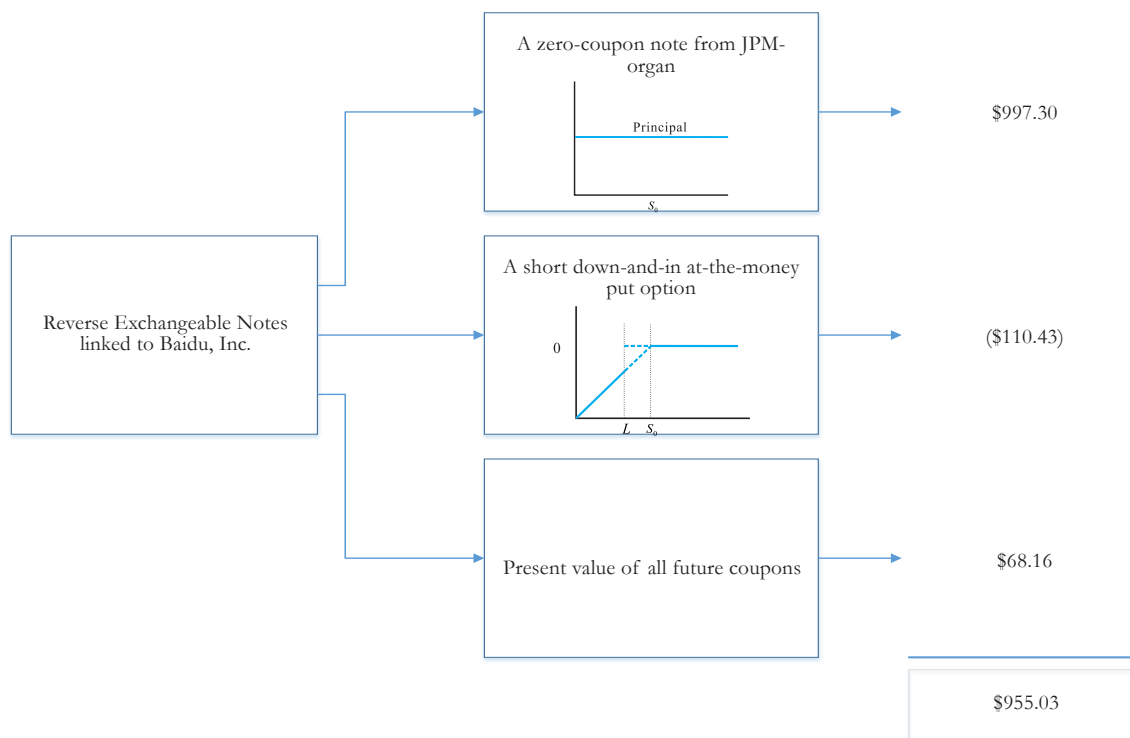 A zero-coupon note from JPM-
organ
Principal
S₀
$997.30
Reverse Exchangeable Notes
linked to Baidu, Inc.
A short down-and-in at-the-money
put option
0
L S₀
($110.43)
Present value of all future coupons
$68.16
$955.03